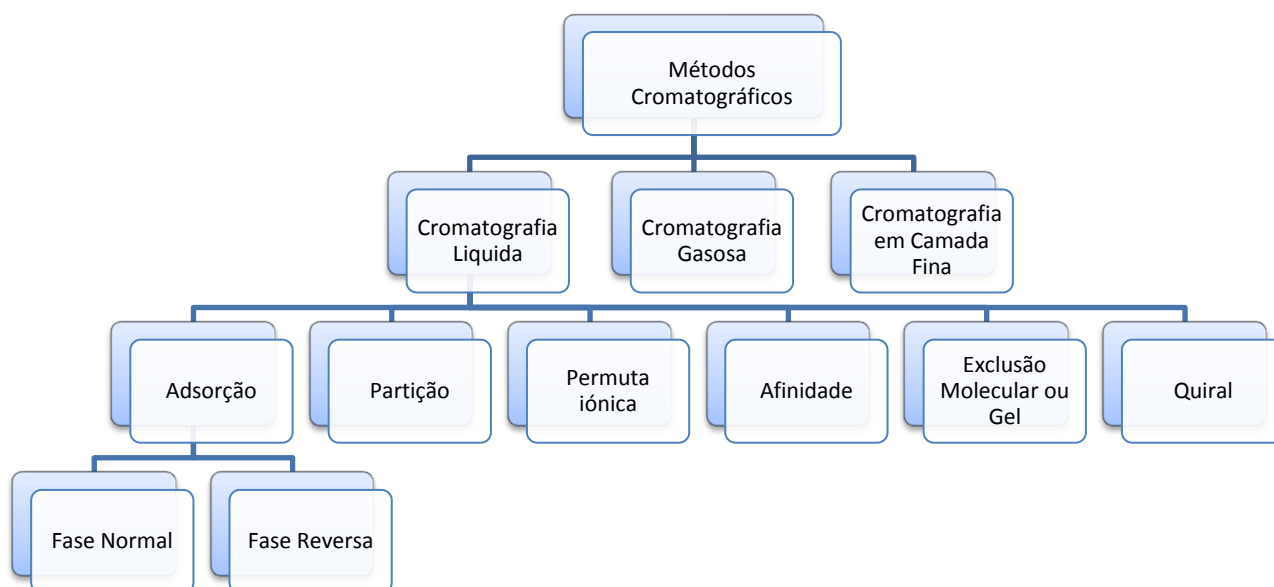 Métodos
Cromatográficos
Cromatografia
Liquida
Cromatografia
Gasosa
Cromatografia
em Camada
Fina
Adsorção
Partição
Permuta
iónica
Afinidade
Exclusão
Molecular ou
Gel
Quiral
Fase Normal
Fase Reversa